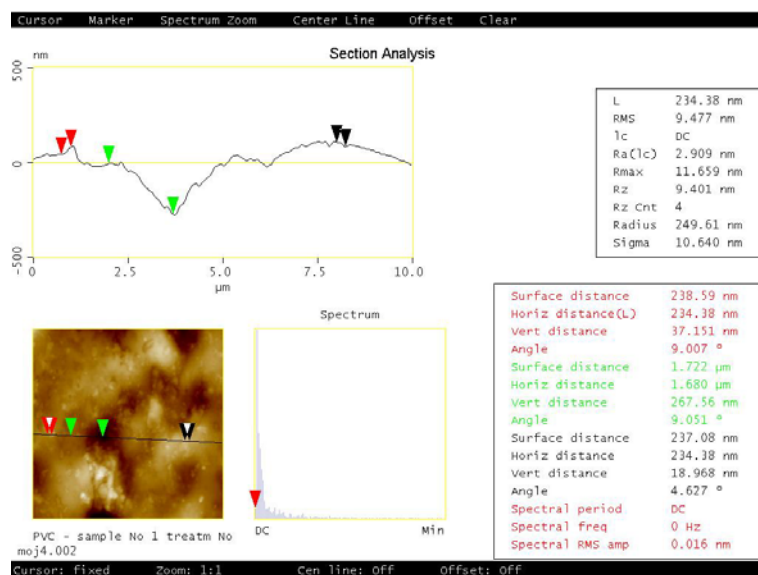 Cursor Marker Spectrum Zoom Center Line Offset Clear
Section Analysis
nm
500
0
-500
0 2.5 5.0 7.5 10.0
µm
L 234.38 nm
RMS 9.477 nm
lc DC
Ra(lc) 2.909 nm
Rmax 11.659 nm
Rz 9.401 nm
Rz Cnt 4
Radius 249.61 nm
Sigma 10.640 nm
Spectrum
DC Min
Surface distance 238.59 nm
Horiz distance(L) 234.38 nm
Vert distance 37.151 nm
Angle 9.007 °
Surface distance 1.722 µm
Horiz distance 1.680 µm
Vert distance 267.56 nm
Angle 9.051 °
Surface distance 237.08 nm
Horiz distance 234.38 nm
Vert distance 18.968 nm
Angle 4.627 °
Spectral period DC
Spectral freq 0 Hz
Spectral RMS amp 0.016 nm
PVC - sample No 1 treatm No
moj4.002
Cursor: fixed Zoom: 1:1 Cen line: Off Offset: Off